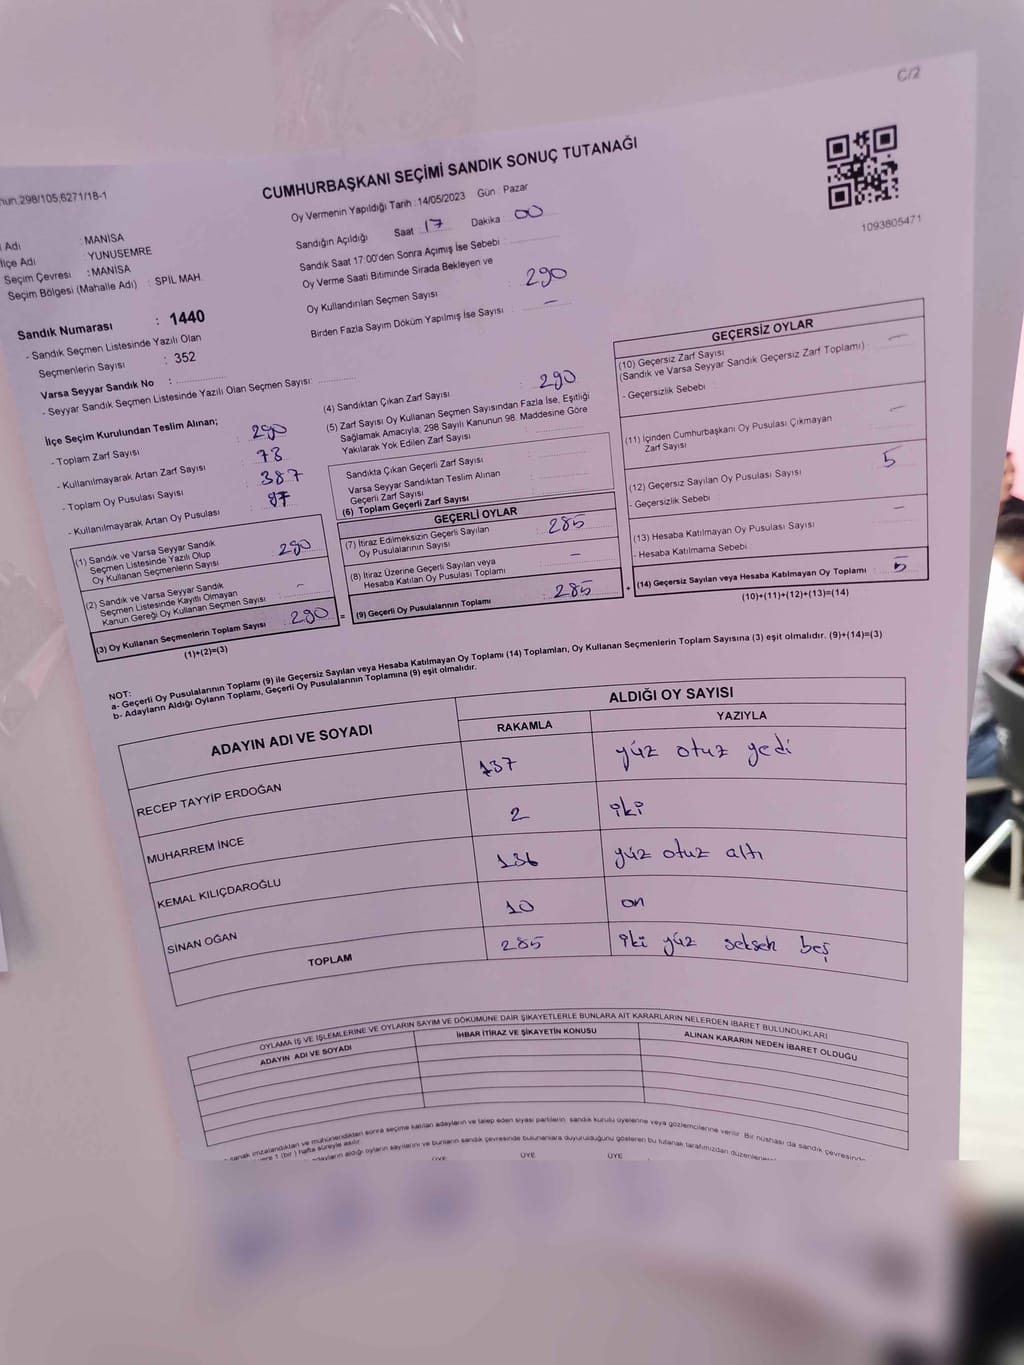 C/2
298/105;6271/18-1
CUMHURBAŞKANI SEÇİMİ SANDIK SONUÇ TUTANAĞI
1093805471
Adı : MANİSA
İlçe Adı : YUNUSEMRE
Seçim Çevresi : MANİSA
Seçim Bölgesi (Mahalle Adı) : SPİL MAH.
Sandık Numarası : 1440
- Sandık Seçmen Listesinde Yazılı Olan
Seçmenlerin Sayısı : 352
Varsa Seyyar Sandık No :
- Seyyar Sandık Seçmen Listesinde Yazılı Olan Seçmen Sayısı:
Oy Vermenin Yapıldığı Tarih : 14/05/2023 Gün : Pazar
Sandığın Açıldığı Saat 17 Dakika 00
Sandık Saat 17:00'den Sonra Açımış İse Sebebi :
Oy Verme Saati Bitiminde Sirada Bekleyen ve
Oy Kullandırılan Seçmen Sayısı : 290
Birden Fazla Sayım Döküm Yapılmış İse Sayısı : –
İlçe Seçim Kurulundan Teslim Alınan;
- Toplam Zarf Sayısı : 290
- Kullanılmayarak Artan Zarf Sayısı : 73
- Toplam Oy Pusulası Sayısı : 387
- Kullanılmayarak Artan Oy Pusulası : 97
(1) Sandık ve Varsa Seyyar Sandık
Seçmen Listesinde Yazılı Olup
Oy Kullanan Seçmenlerin Sayısı : 290
(2) Sandık ve Varsa Seyyar Sandık
Seçmen Listesinde Kayıtlı Olmayan
Kanun Gereği Oy Kullanan Seçmen Sayısı : –
(3) Oy Kullanan Seçmenlerin Toplam Sayısı : 290
(1)+(2)=(3)
(4) Sandıktan Çıkan Zarf Sayısı : 290
(5) Zarf Sayısı Oy Kullanan Seçmen Sayısından Fazla İse, Eşitliği
Sağlamak Amacıyla, 298 Sayılı Kanunun 98. Maddesine Göre
Yakılarak Yok Edilen Zarf Sayısı :
Sandıkta Çıkan Geçerli Zarf Sayısı :
Varsa Seyyar Sandıktan Teslim Alınan
Geçerli Zarf Sayısı :
(6) Toplam Geçerli Zarf Sayısı
GEÇERLİ OYLAR
(7) İtiraz Edilmeksizin Geçerli Sayılan
Oy Pusulalarının Sayısı : 285
(8) İtiraz Üzerine Geçerli Sayılan veya
Hesaba Katılan Oy Pusulası Toplamı : –
= (9) Geçerli Oy Pusulalarının Toplamı : 285
GEÇERSİZ OYLAR
(10) Geçersiz Zarf Sayısı
(Sandık ve Varsa Seyyar Sandık Geçersiz Zarf Toplamı) : –
- Geçersizlik Sebebi :
(11) İçinden Cumhurbaşkanı Oy Pusulası Çıkmayan
Zarf Sayısı : –
(12) Geçersiz Sayılan Oy Pusulası Sayısı : 5
- Geçersizlik Sebebi :
(13) Hesaba Katılmayan Oy Pusulası Sayısı : –
- Hesaba Katılmama Sebebi :
+ (14) Geçersiz Sayılan veya Hesaba Katılmayan Oy Toplamı : 5
(10)+(11)+(12)+(13)=(14)
NOT:
a- Geçerli Oy Pusulalarının Toplamı (9) ile Geçersiz Sayılan veya Hesaba Katılmayan Oy Toplamı (14) Toplamları, Oy Kullanan Seçmenlerin Toplam Sayısına (3) eşit olmalıdır. (9)+(14)=(3)
b- Adayların Aldığı Oyların Toplamı, Geçerli Oy Pusulalarının Toplamına (9) eşit olmalıdır.
ADAYIN ADI VE SOYADI
ALDIĞI OY SAYISI
RAKAMLA YAZIYLA
RECEP TAYYİP ERDOĞAN 137 yüz otuz yedi
MUHARREM İNCE 2 iki
KEMAL KILIÇDAROĞLU 136 yüz otuz altı
SİNAN OĞAN 10 on
TOPLAM 285 iki yüz seksen beş
OYLAMA İŞ VE İŞLEMLERİNE VE OYLARIN SAYIM VE DÖKÜMÜNE DAİR ŞİKAYETLERLE BUNLARA AİT KARARLARIN NELERDEN İBARET BULUNDUKLARI
ADAYIN ADI VE SOYADI İHBAR İTİRAZ VE ŞİKAYETİN KONUSU ALINAN KARARIN NEDEN İBARET OLDUĞU
imzalandıktan ve mühürlendikten sonra seçime katılan adayların ve talep eden siyasi partilerin sandık kurulu üyelerine veya gözlemcilerine verilir. Bir nüshası da sandık çevresinde
1 (bir) hafta süreyle asılır.
adayların aldığı oyların sayılarını ve bunların sandık çevresinde bulunanlara duyurulduğunu gösteren bu tutanak tarafımızdan
ÜYE ÜYE ÜYE